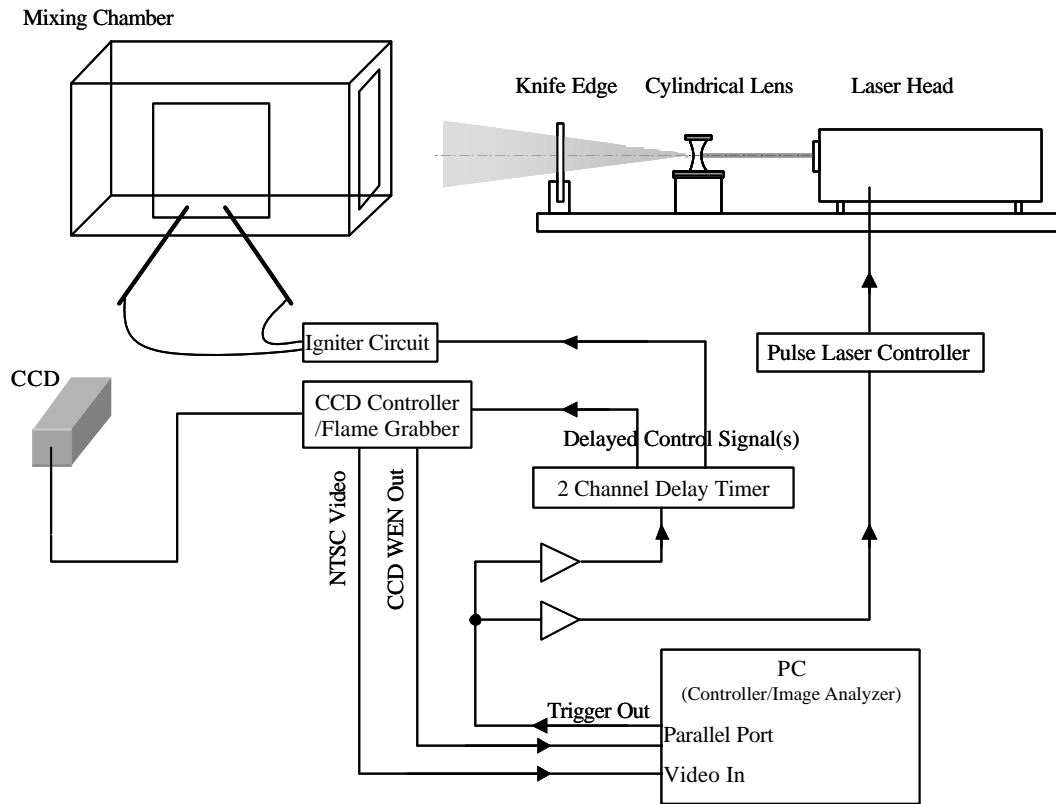 Mixing Chamber
Knife Edge
Cylindrical Lens
Laser Head
Igniter Circuit
Pulse Laser Controller
CCD
CCD Controller
/Flame Grabber
Delayed Control Signal(s)
2 Channel Delay Timer
NTSC Video
CCD WEN Out
PC
(Controller/Image Analyzer)
Trigger Out
Parallel Port
Video In